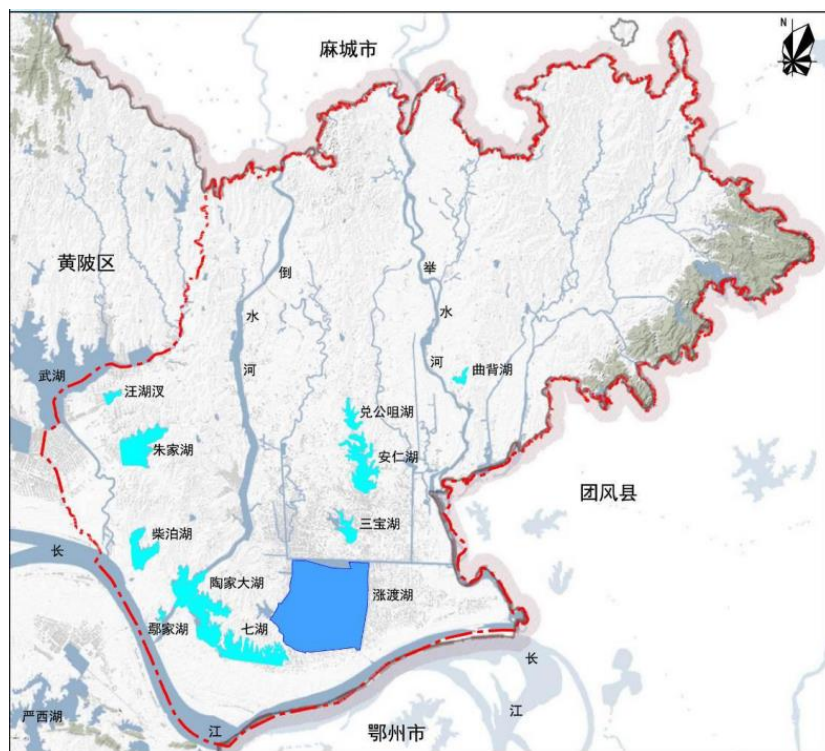 N
麻城市
黄陂区
倒
水
河
举
水
河
武湖
汪湖汊
曲背湖
兑公咀湖
朱家湖
安仁湖
团风县
三宝湖
柴泊湖
长
陶家大湖
涨渡湖
鄢家湖
七湖
长
江
严西湖
江
鄂州市